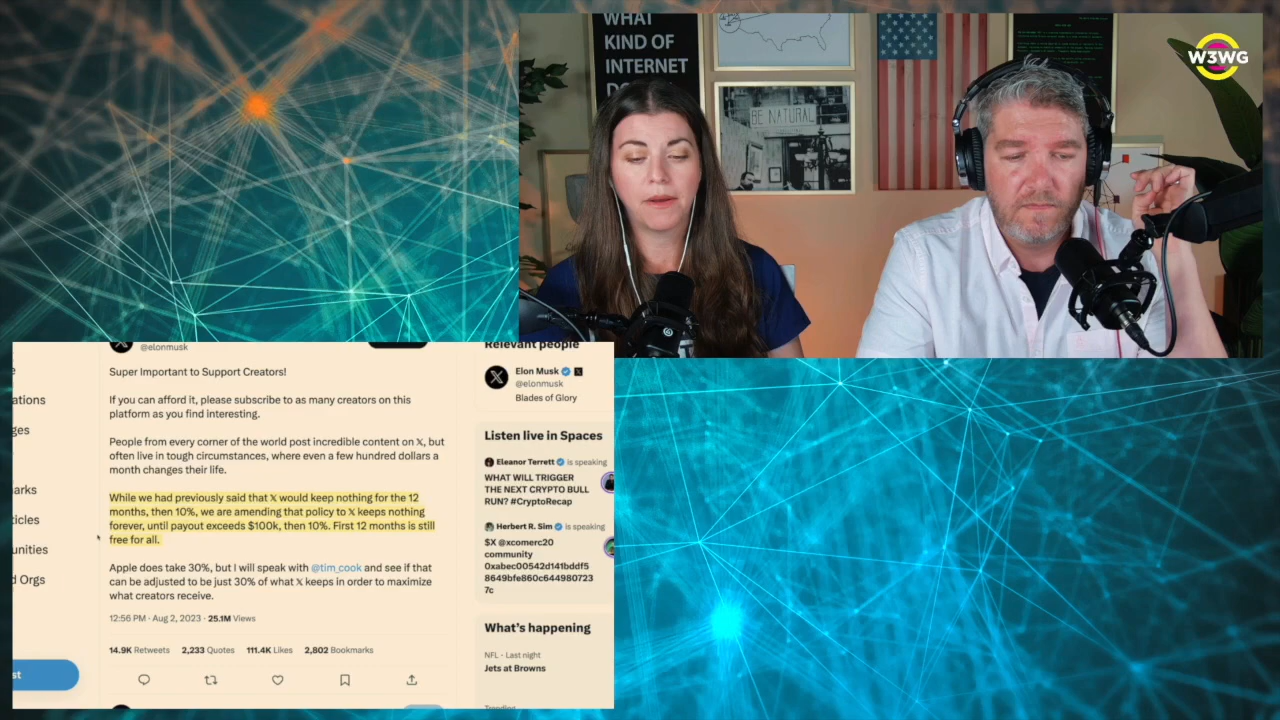 WHAT
KIND OF
INTERNET
BE NATURAL
W3WG
@elonmusk
Super Important to Support Creators!
If you can afford it, please subscribe to as many creators on this
platform as you find interesting.
People from every corner of the world post incredible content on 𝕏, but
often live in tough circumstances, where even a few hundred dollars a
month changes their life.
While we had previously said that 𝕏 would keep nothing for the 12
months, then 10%, we are amending that policy to 𝕏 keeps nothing
forever, until payout exceeds $100k, then 10%. First 12 months is still
free for all.
Apple does take 30%, but I will speak with @tim_cook and see if that
can be adjusted to be just 30% of what 𝕏 keeps in order to maximize
what creators receive.
12:56 PM · Aug 2, 2023 · 25.1M Views
14.9K Retweets 2,233 Quotes 111.4K Likes 2,802 Bookmarks
ations
ges
arks
ticles
unities
d Orgs
st
Relevant people
Elon Musk
@elonmusk
Blades of Glory
Listen live in Spaces
Eleanor Terrett is speaking
WHAT WILL TRIGGER
THE NEXT CRYPTO BULL
RUN? #CryptoRecap
Herbert R. Sim is speaking
$X @xcomerc20
community
0xabec00542d141bddf5
8649bfe860c644980723
7c
What's happening
NFL · Last night
Jets at Browns